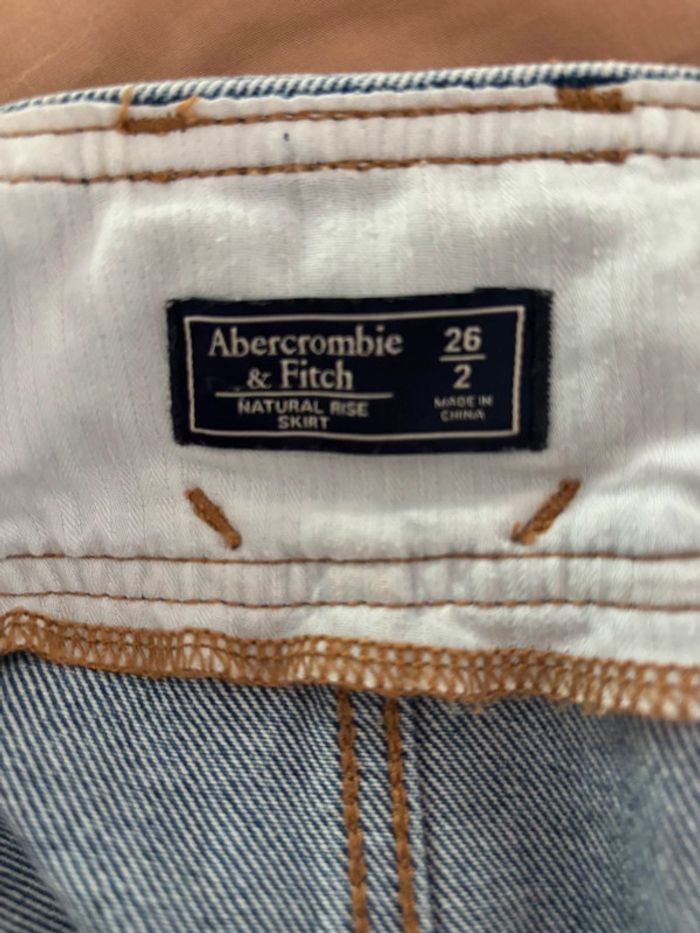 Abercrombie
& Fitch
NATURAL RISE
SKIRT
26
2
MADE IN
CHINA